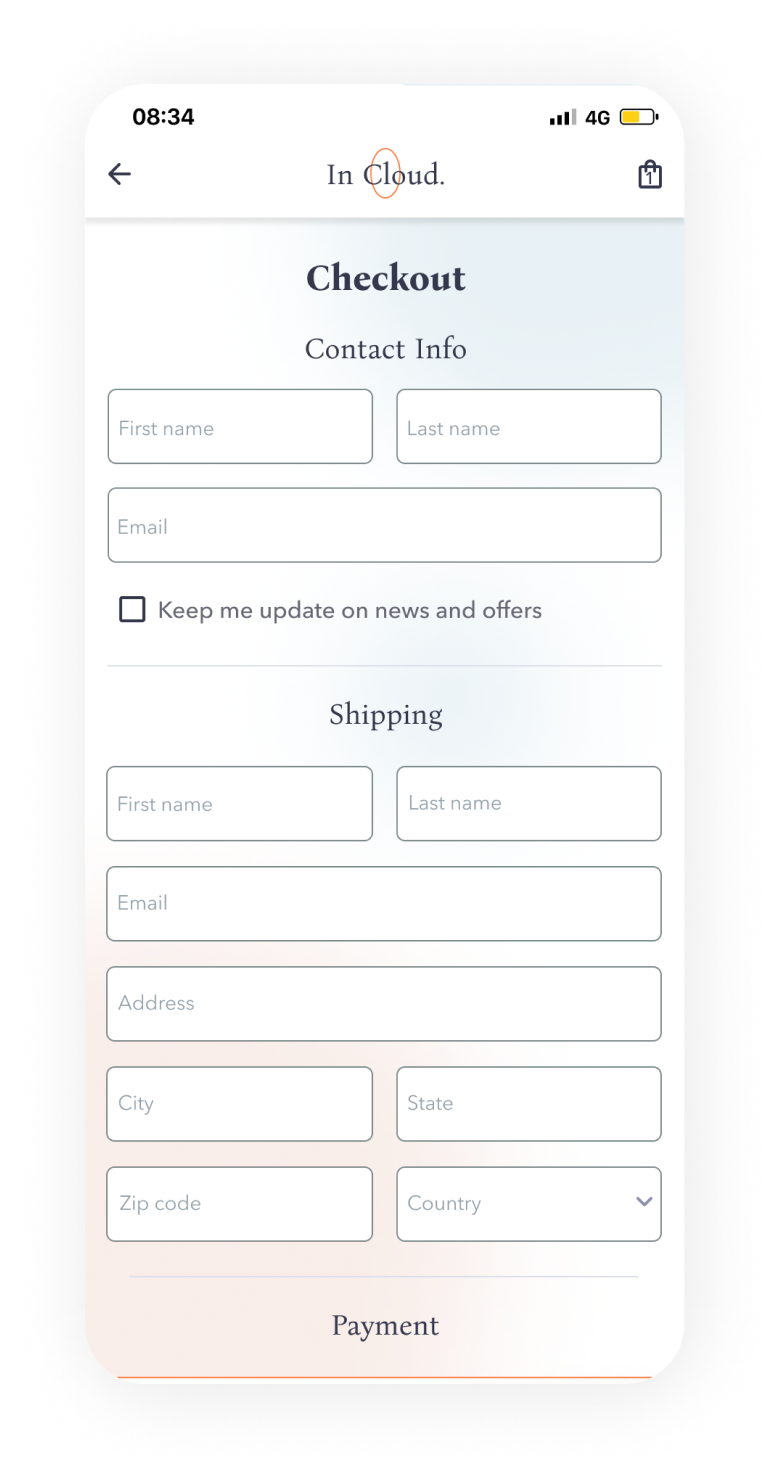 08:34 4G
In Cloud. 1
Checkout
Contact Info
First name Last name
Email
Keep me update on news and offers
Shipping
First name Last name
Email
Address
City State
Zip code Country
Payment